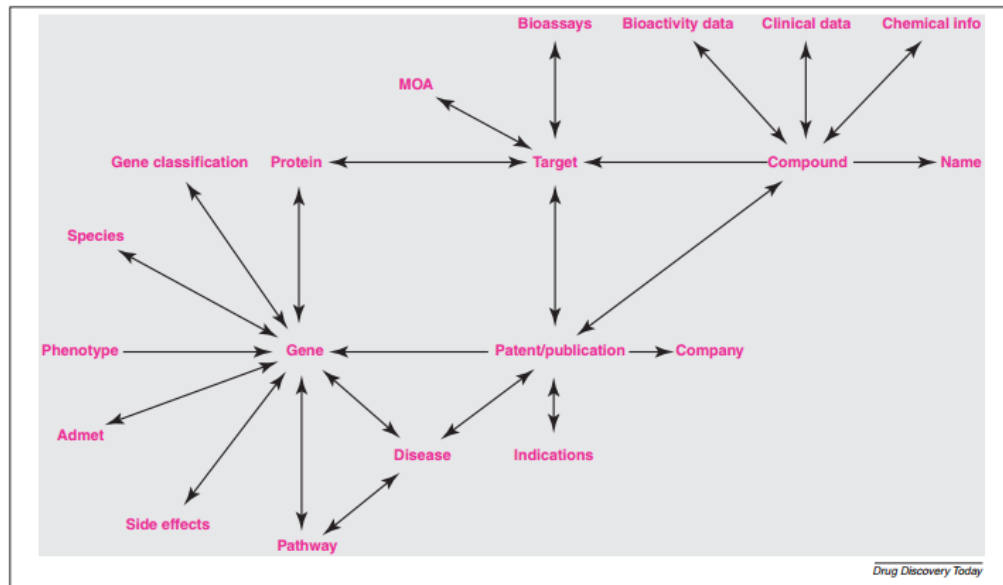 Bioassays Bioactivity data Clinical data Chemical info
MOA
Gene classification Protein Target Compound Name
Species
Phenotype Gene Patent/publication Company
Admet Disease Indications
Side effects
Pathway
Drug Discovery Today